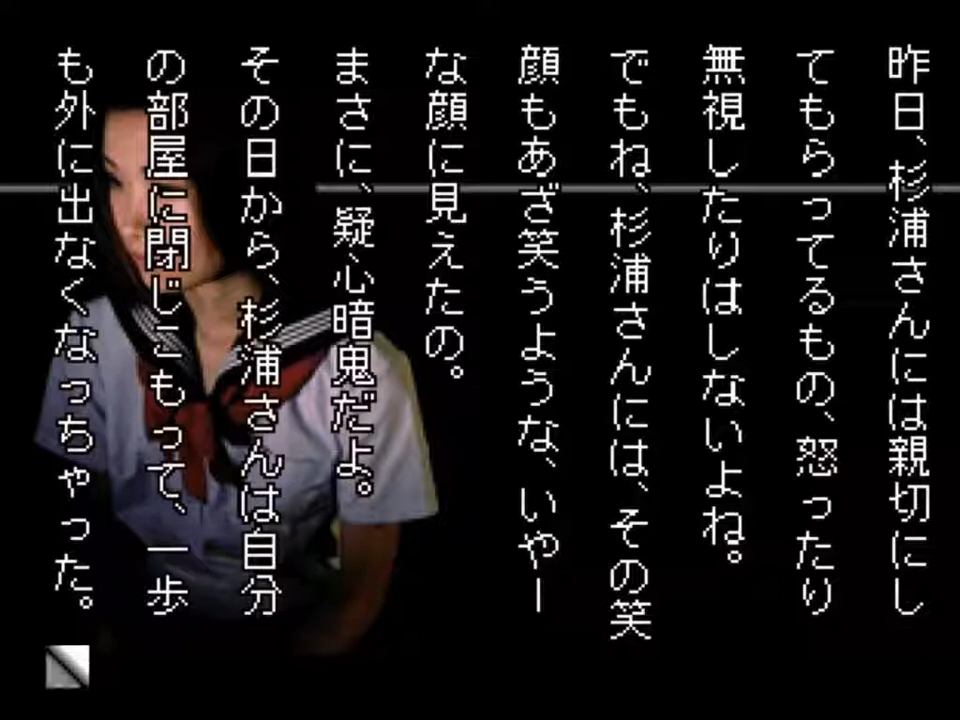 昨日、杉浦さんには親切にし
てもらってるもの、怒ったり
無視したりはしないよね。
でもね、杉浦さんには、その笑
顔もあざ笑うような、いやー
な顔に見えたの。
まさに、疑心暗鬼だよ。
その日から、杉浦さんは自分
の部屋に閉じこもって、一歩
も外に出なくなっちゃった。